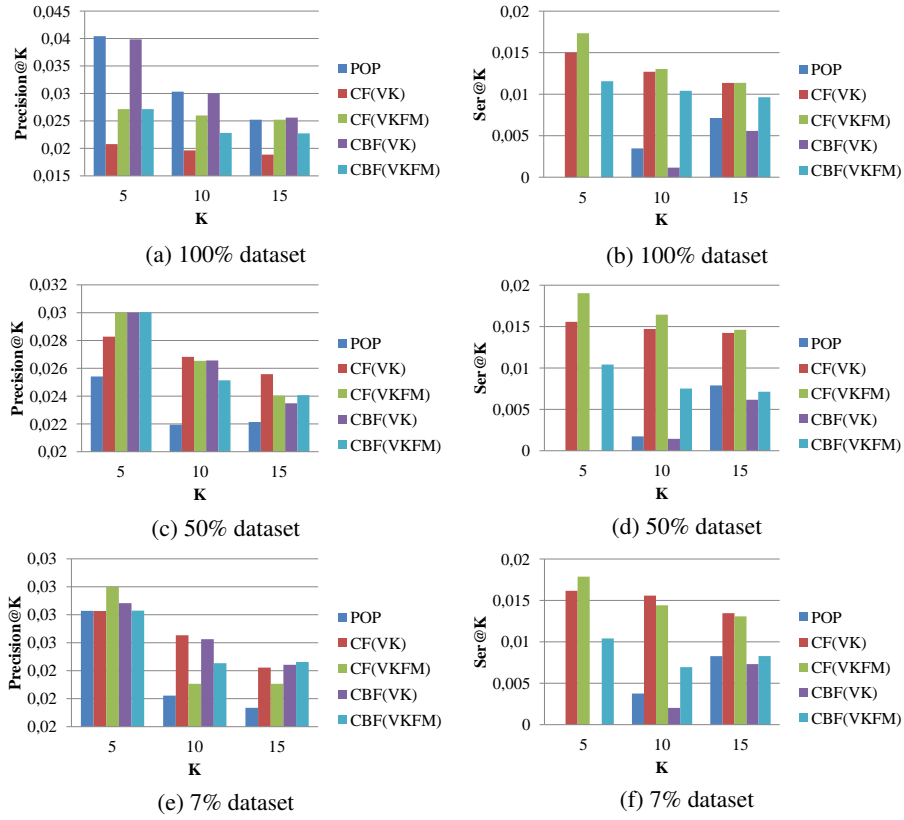 0,045
0,04
0,035
0,03
0,025
0,02
0,015
Precision@K
5 10 15
K
POP
CF(VK)
CF(VKFM)
CBF(VK)
CBF(VKFM)
(a) 100% dataset
0,02
0,015
0,01
0,005
0
Ser@K
5 10 15
K
POP
CF(VK)
CF(VKFM)
CBF(VK)
CBF(VKFM)
(b) 100% dataset
0,032
0,03
0,028
0,026
0,024
0,022
0,02
Precision@K
5 10 15
K
POP
CF(VK)
CF(VKFM)
CBF(VK)
CBF(VKFM)
(c) 50% dataset
0,02
0,015
0,01
0,005
0
Ser@K
5 10 15
K
POP
CF(VK)
CF(VKFM)
CBF(VK)
CBF(VKFM)
(d) 50% dataset
0,03
0,03
0,03
0,03
0,02
0,02
0,02
Precision@K
5 10 15
K
POP
CF(VK)
CF(VKFM)
CBF(VK)
CBF(VKFM)
(e) 7% dataset
0,02
0,015
0,01
0,005
0
Ser@K
5 10 15
K
POP
CF(VK)
CF(VKFM)
CBF(VK)
CBF(VKFM)
(f) 7% dataset